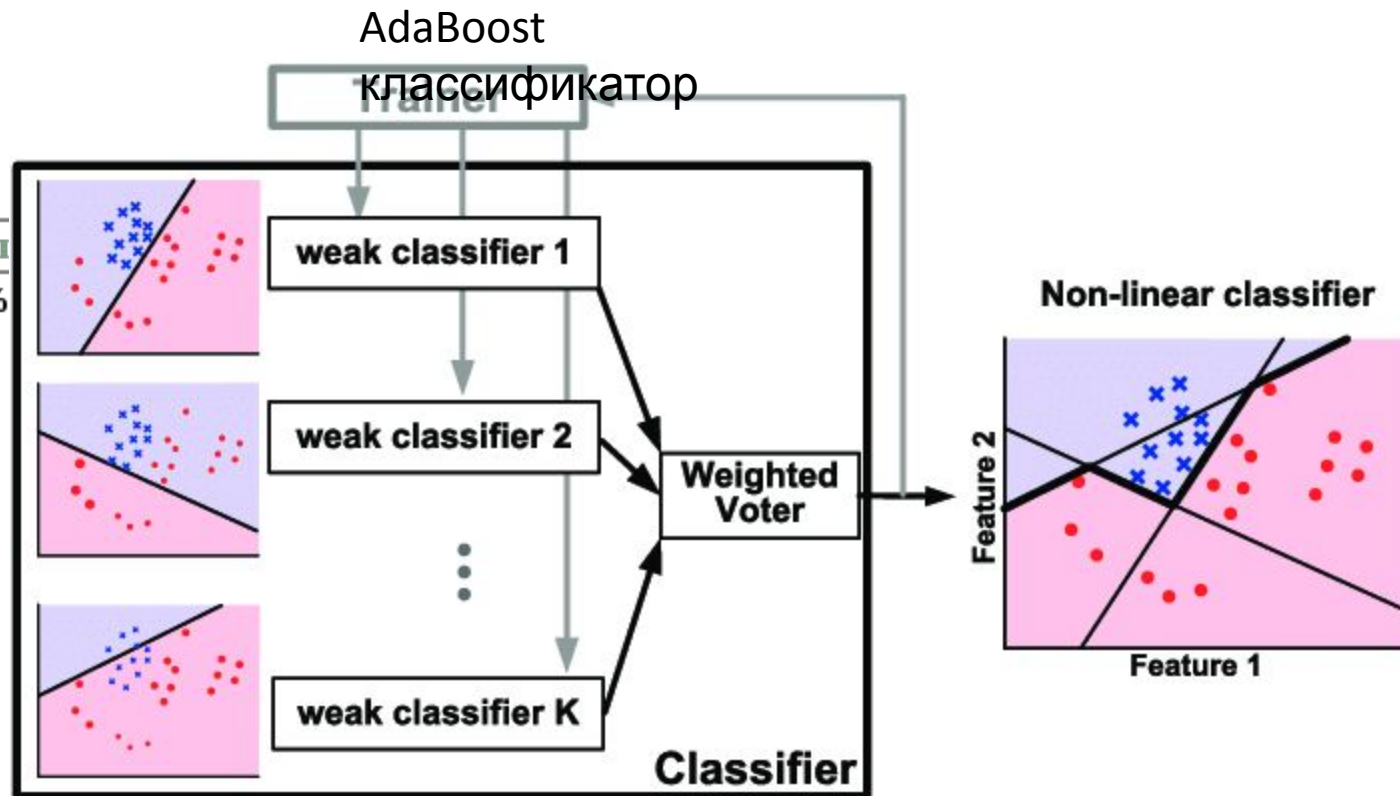 AdaBoost
классификатор
Trainer
%
weak classifier 1
weak classifier 2
weak classifier K
Weighted
Voter
Classifier
Non-linear classifier
Feature 2
Feature 1